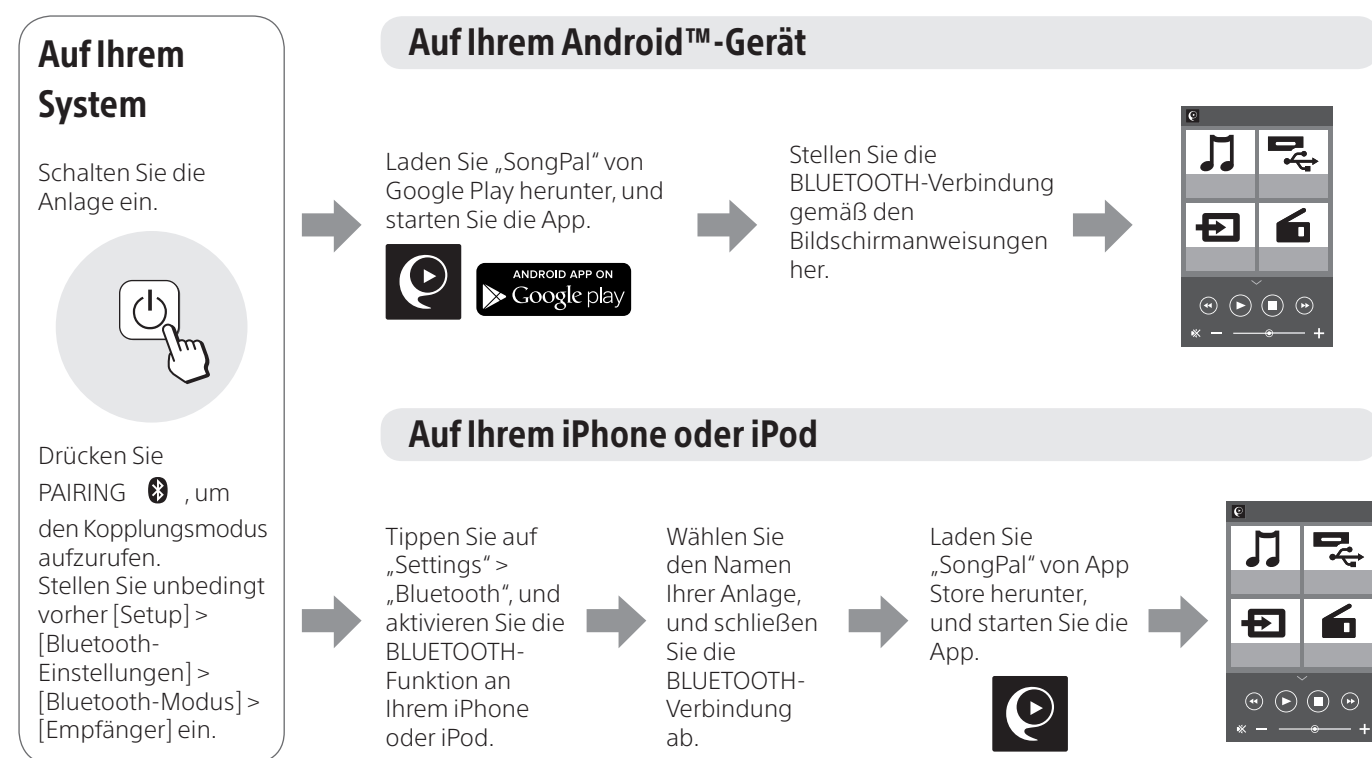 Auf Ihrem
System
Schalten Sie die
Anlage ein.
Drücken Sie
PAIRING , um
den Kopplungsmodus
aufzurufen.
Stellen Sie unbedingt
vorher [Setup] >
[Bluetooth-
Einstellungen] >
[Bluetooth-Modus] >
[Empfänger] ein.
Auf Ihrem Android™-Gerät
Laden Sie „SongPal“ von
Google Play herunter, und
starten Sie die App.
ANDROID APP ON
Google play
Stellen Sie die
BLUETOOTH-Verbindung
gemäß den
Bildschirmanweisungen
her.
Auf Ihrem iPhone oder iPod
Tippen Sie auf
„Settings“ >
„Bluetooth“, und
aktivieren Sie die
BLUETOOTH-
Funktion an
Ihrem iPhone
oder iPod.
Wählen Sie
den Namen
Ihrer Anlage,
und schließen
Sie die
BLUETOOTH-
Verbindung
ab.
Laden Sie
„SongPal“ von App
Store herunter,
und starten Sie die
App.